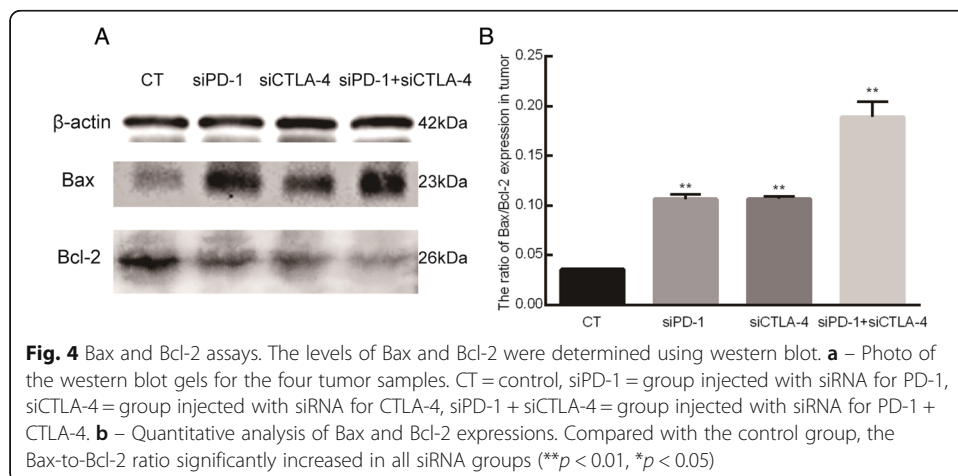 A
CT siPD-1 siCTLA-4 siPD-1+siCTLA-4
β-actin 42kDa
Bax 23kDa
Bcl-2 26kDa
B
The ratio of Bax/Bcl-2 expression in tumor
0.25
0.20
0.15
0.10
0.05
0.00
** ** **
CT siPD-1 siCTLA-4 siPD-1+siCTLA-4
Fig. 4 Bax and Bcl-2 assays. The levels of Bax and Bcl-2 were determined using western blot. a – Photo of
the western blot gels for the four tumor samples. CT = control, siPD-1 = group injected with siRNA for PD-1,
siCTLA-4 = group injected with siRNA for CTLA-4, siPD-1 + siCTLA-4 = group injected with siRNA for PD-1 +
CTLA-4. b – Quantitative analysis of Bax and Bcl-2 expressions. Compared with the control group, the
Bax-to-Bcl-2 ratio significantly increased in all siRNA groups (**p < 0.01, *p < 0.05)